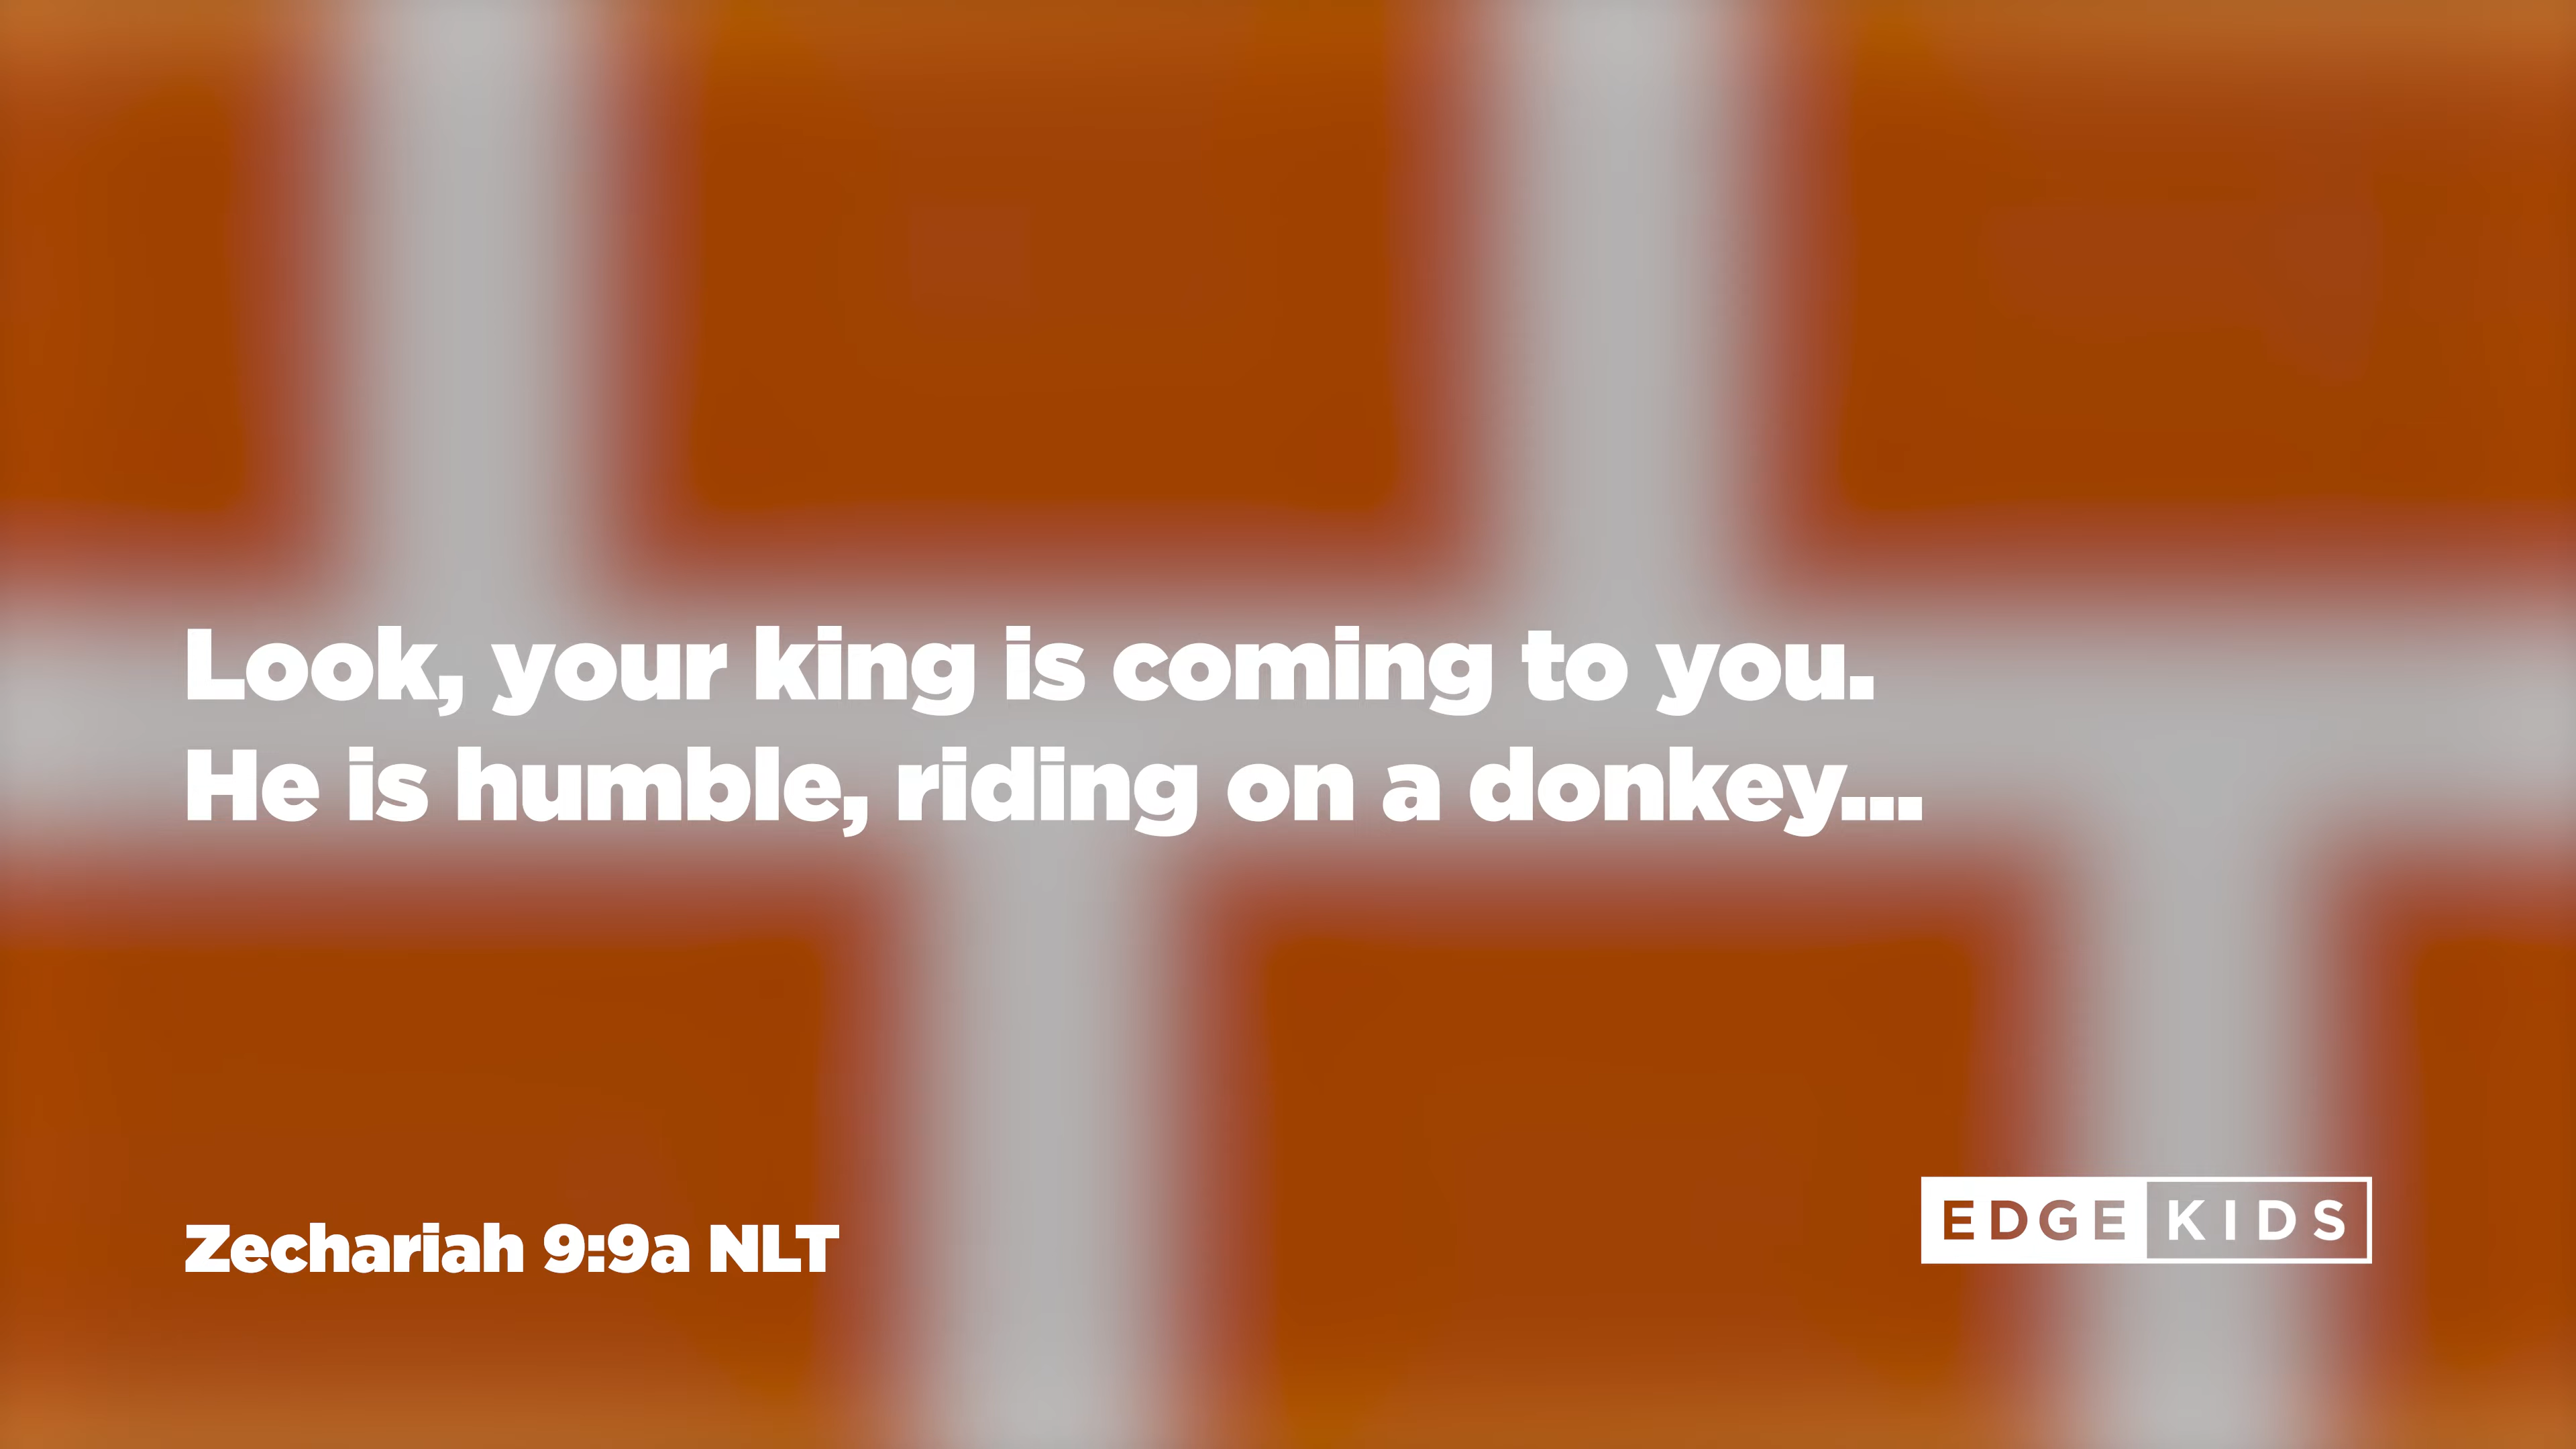 Look, your king is coming to you.
He is humble, riding on a donkey...
Zechariah 9:9a NLT
EDGE KIDS